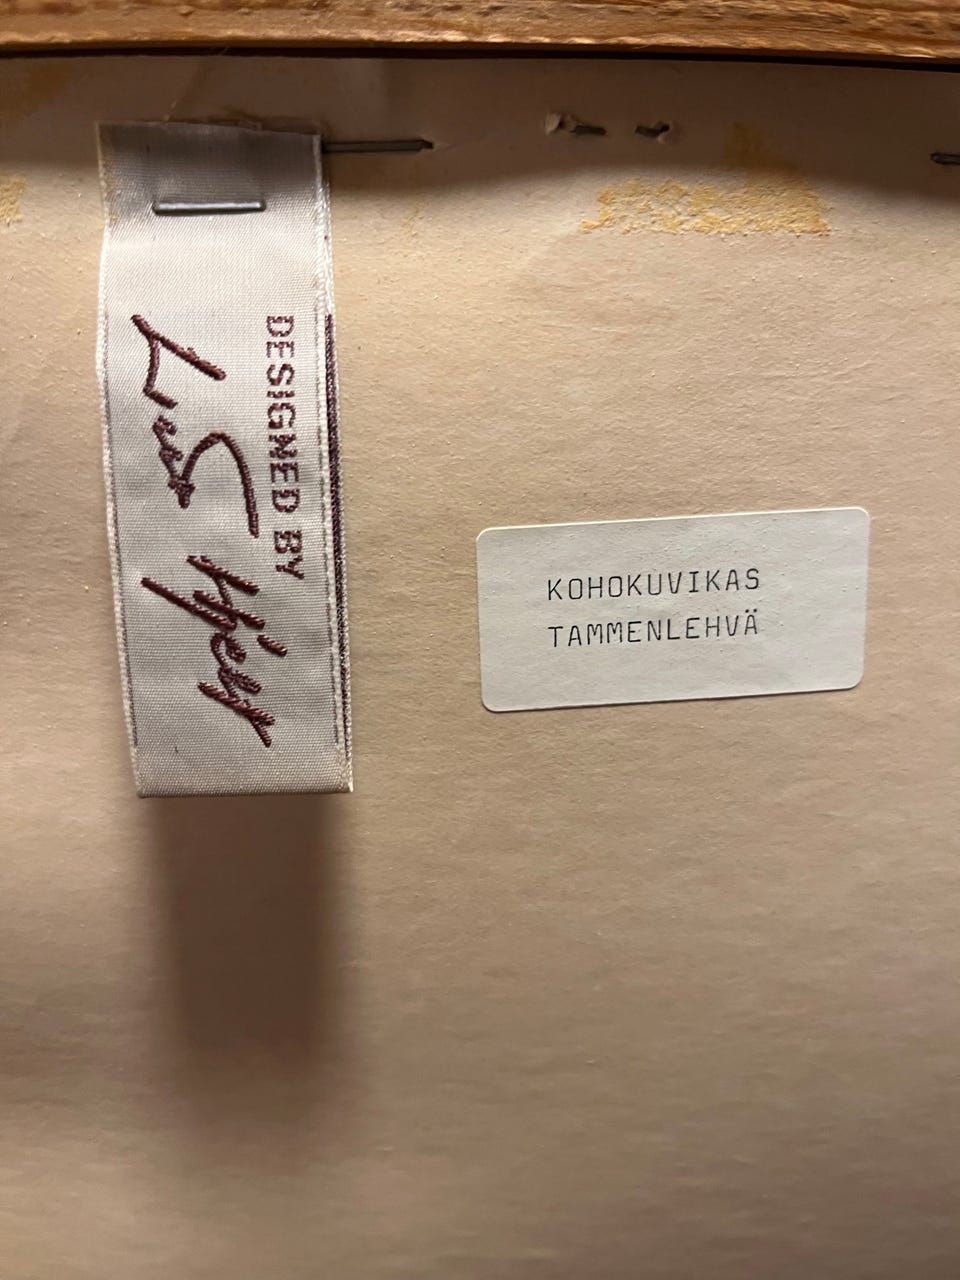 DESIGNED BY
KOHOKUVIKAS
TAMMENLEHVÄ